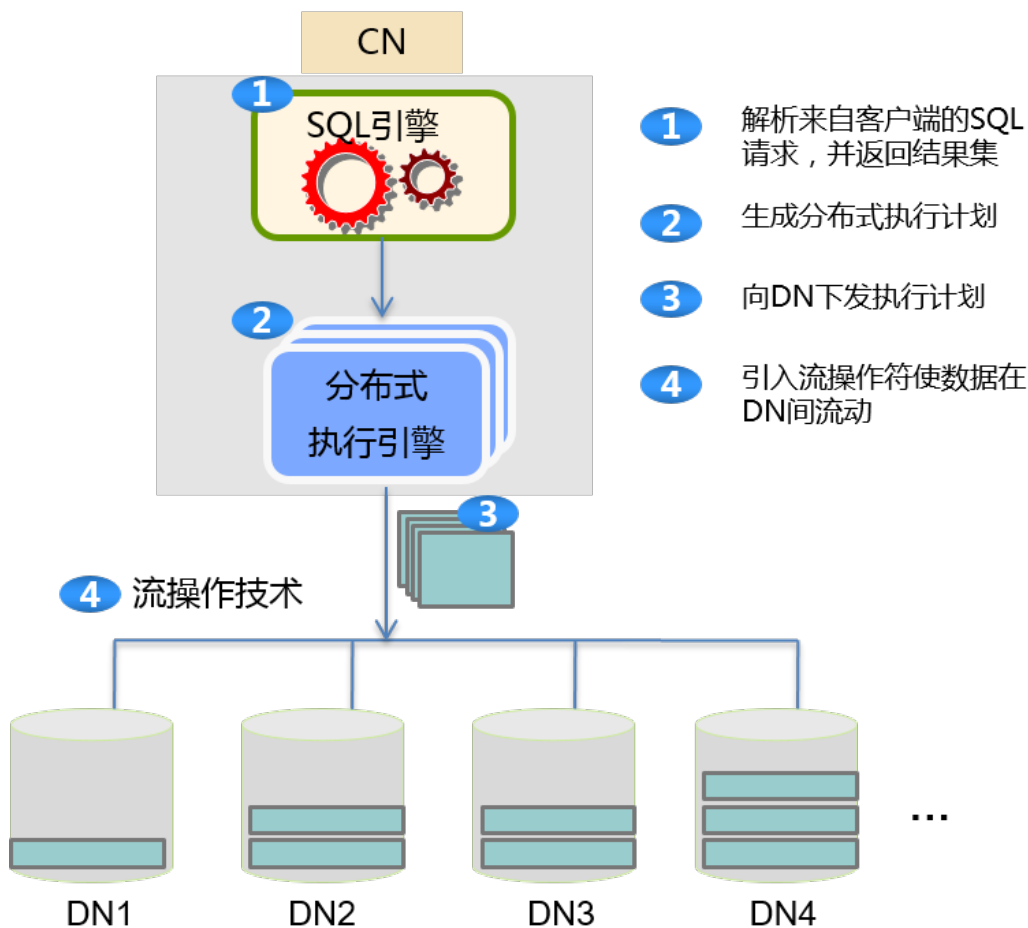 CN
1
SQL引擎
2
分布式
执行引擎
3
4 流操作技术
DN1
DN2
DN3
DN4
...
1 解析来自客户端的SQL
请求，并返回结果集
2 生成分布式执行计划
3 向DN下发执行计划
4 引入流操作符使数据在
DN间流动